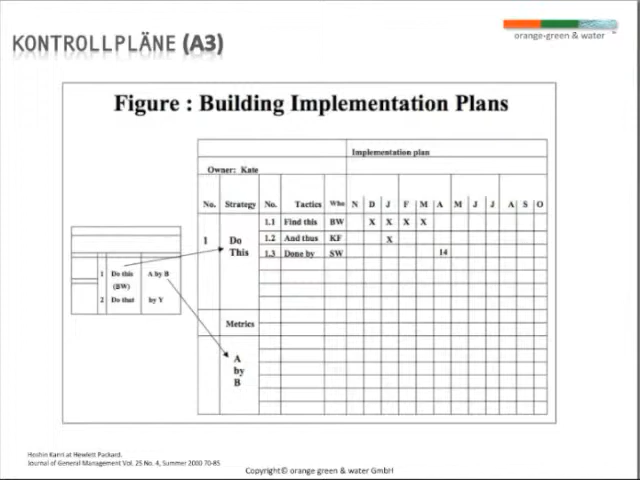 KONTROLLPLÄNE (A3)
orange-green & water
Figure : Building Implementation Plans
Implementation plan
Owner: Kate
No. Strategy No. Tactics Who N D J F M A M J J A S O
1.1 Find this BW X X X X
1 Do This 1.2 And thus KF X
1.3 Done by SW 14
1 Do this A by B
(BW)
2 Do that by Y
Metrics
A
by
B
Hoshin Kanri at Hewlett Packard.
Journal of General Management Vol. 25 No. 4, Summer 2000 70-85
Copyright© orange green & water GmbH